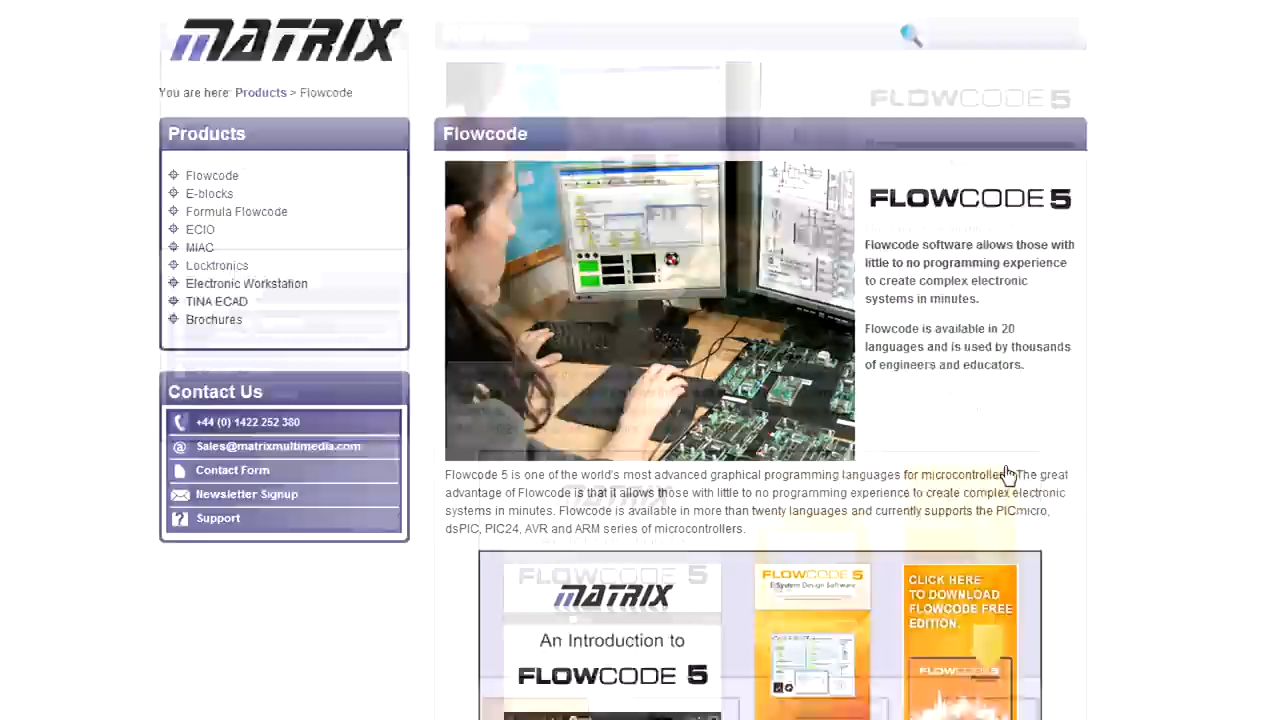 MATRIX
You are here: Products > Flowcode
Products
Flowcode
E-blocks
Formula Flowcode
ECIO
MIAC
Locktronics
Electronic Workstation
TINA ECAD
Brochures
Contact Us
+44 (0) 1422 252 380
Sales@matrixmultimedia.com
Contact Form
Newsletter Signup
Support
FLOWCODE 5
Flowcode
FLOWCODE 5
Flowcode software allows those with
little to no programming experience
to create complex electronic
systems in minutes.
Flowcode is available in 20
languages and is used by thousands
of engineers and educators.
Flowcode 5 is one of the world's most advanced graphical programming languages for microcontrollers. The great
advantage of Flowcode is that it allows those with little to no programming experience to create complex electronic
systems in minutes. Flowcode is available in more than twenty languages and currently supports the PICmicro,
dsPIC, PIC24, AVR and ARM series of microcontrollers.
FLOWCODE 5
MATRIX
An Introduction to
FLOWCODE 5
FLOWCODE 5
System Design Software
CLICK HERE
TO DOWNLOAD
FLOWCODE FREE
EDITION.
FLOWCODE 5